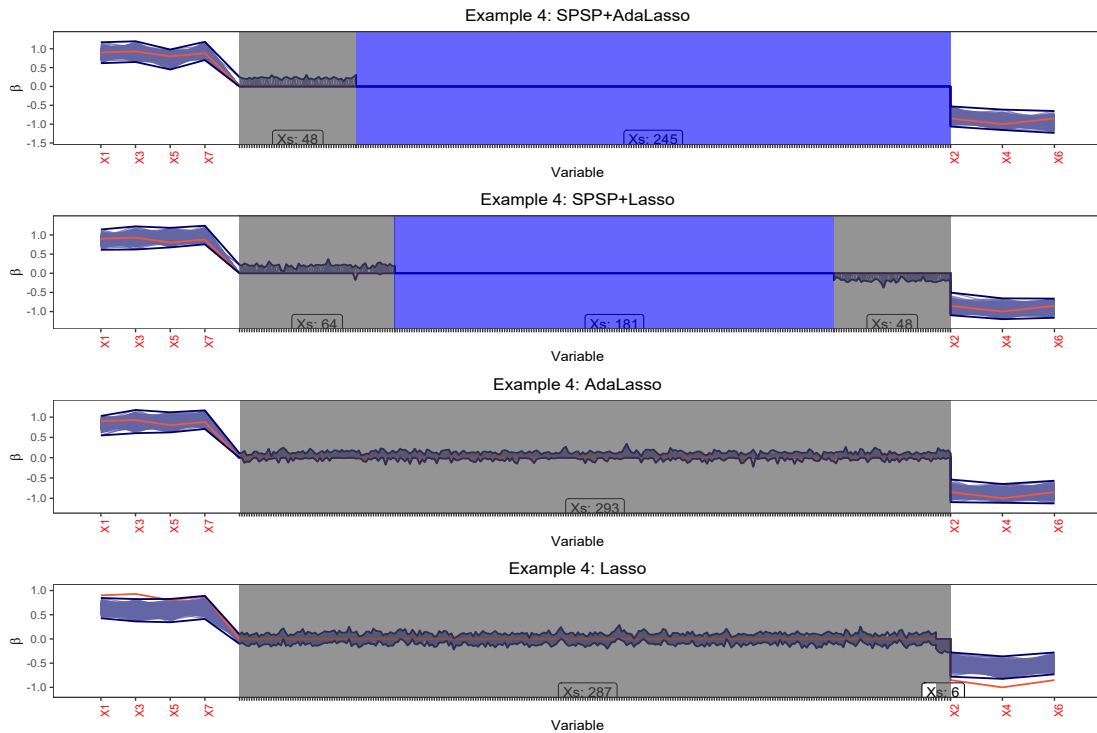 Example 4: SPSP+AdaLasso
1.0
0.5
0.0
-0.5
-1.0
-1.5
β
Xs: 48
Xs: 245
X1
X3
X5
X7
X2
X4
X6
Variable
Example 4: SPSP+Lasso
1.0
0.5
0.0
-0.5
-1.0
β
Xs: 64
Xs: 181
Xs: 48
X1
X3
X5
X7
X2
X4
X6
Variable
Example 4: AdaLasso
1.0
0.5
0.0
-0.5
-1.0
β
Xs: 293
X1
X3
X5
X7
X2
X4
X6
Variable
Example 4: Lasso
1.0
0.5
0.0
-0.5
-1.0
β
Xs: 287
Xs: 6
X1
X3
X5
X7
X2
X4
X6
Variable